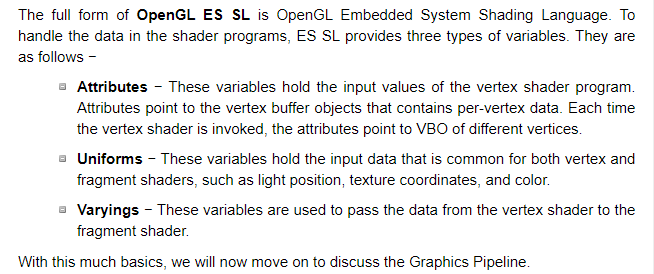 The full form of OpenGL ES SL is OpenGL Embedded System Shading Language. To
handle the data in the shader programs, ES SL provides three types of variables. They are
as follows −
Attributes − These variables hold the input values of the vertex shader program.
Attributes point to the vertex buffer objects that contains per-vertex data. Each time
the vertex shader is invoked, the attributes point to VBO of different vertices.
Uniforms − These variables hold the input data that is common for both vertex and
fragment shaders, such as light position, texture coordinates, and color.
Varyings − These variables are used to pass the data from the vertex shader to the
fragment shader.
With this much basics, we will now move on to discuss the Graphics Pipeline.